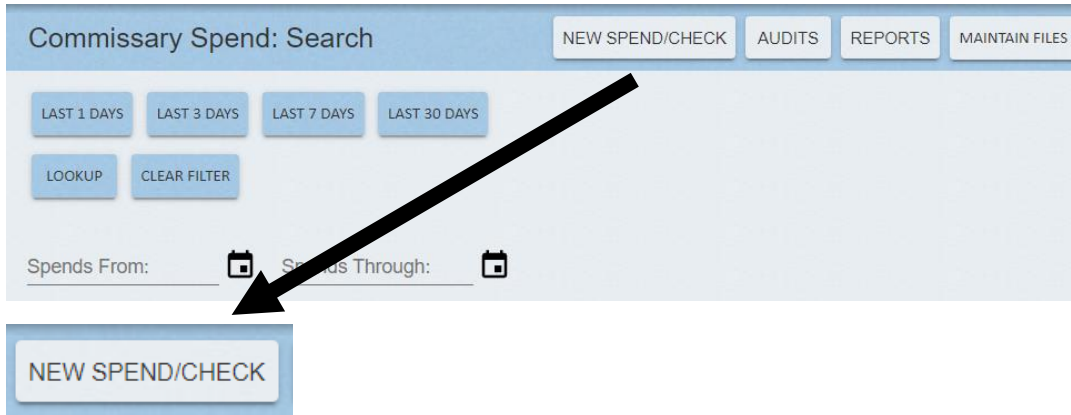 Commissary Spend: Search NEW SPEND/CHECK AUDITS REPORTS MAINTAIN FILES
LAST 1 DAYS LAST 3 DAYS LAST 7 DAYS LAST 30 DAYS
LOOKUP CLEAR FILTER
Spends From: Spends Through:
NEW SPEND/CHECK